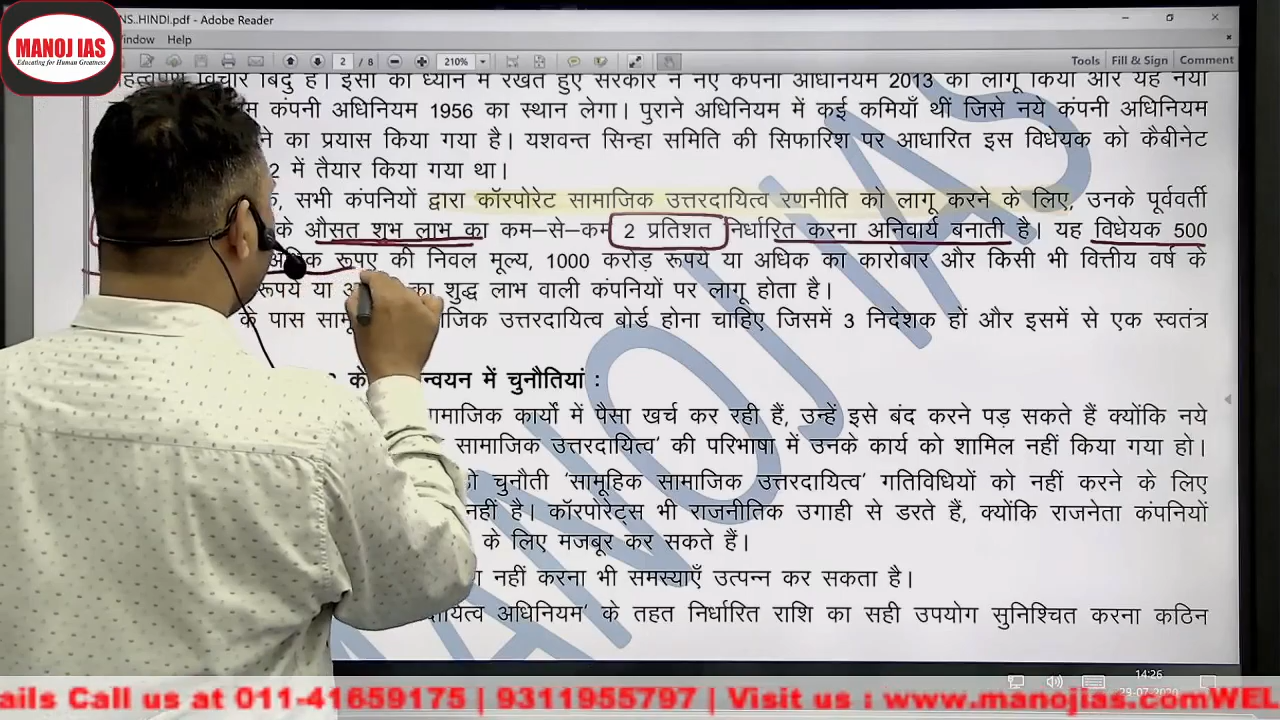 MANOJ IAS
Educating for Human Greatness
NS..HINDI.pdf - Adobe Reader
indow Help
2 / 8 210% Tools Fill & Sign Comment
विचार बिंदु है। इसी को ध्यान में रखते हुए सरकार ने नए कंपनी अधिनियम 2013 को लागू किया और यह नया
कंपनी अधिनियम 1956 का स्थान लेगा। पुराने अधिनियम में कई कमियाँ थीं जिसे नये कंपनी अधिनियम
ने का प्रयास किया गया है। यशवन्त सिन्हा समिति की सिफारिश पर आधारित इस विधेयक को कैबीनेट
2 में तैयार किया गया था।
सभी कंपनियों द्वारा कॉरपोरेट सामाजिक उत्तरदायित्व रणनीति को लागू करने के लिए, उनके पूर्ववर्ती
के औसत शुभ लाभ का कम–से–कम 2 प्रतिशत निर्धारित करना अनिवार्य बनाती है। यह विधेयक 500
रूपए की निवल मूल्य, 1000 करोड़ रूपये या अधिक का कारोबार और किसी भी वित्तीय वर्ष के
रूपये या का शुद्ध लाभ वाली कंपनियों पर लागू होता है।
के पास उत्तरदायित्व बोर्ड होना चाहिए जिसमें 3 निदेशक हों और इसमें से एक स्वतंत्र
न्वयन में चुनौतियां :
कार्यो में पैसा खर्च कर रही हैं, उन्हें इसे बंद करने पड़ सकते हैं क्योंकि नये
सामाजिक उत्तरदायित्व’ की परिभाषा में उनके कार्य को शामिल नहीं किया गया हो।
चुनौती ‘सामूहिक सामाजिक उत्तरदायित्व’ गतिविधियों को नहीं करने के लिए
नहीं है। कॉरपोरेट्स भी राजनीतिक उगाही से डरते हैं, क्योंकि राजनेता कंपनियों
के लिए मजबूर कर सकते हैं।
नहीं करना भी समस्याएँ उत्पन्न कर सकता है।
अधिनियम’ के तहत निर्धारित राशि का सही उपयोग सुनिश्चित करना कठिन
MANOJ IAS
14:26
29-07-2020
ails Call us at 011-41659175 | 9311955797 | Visit us : www.manojias.comWEL